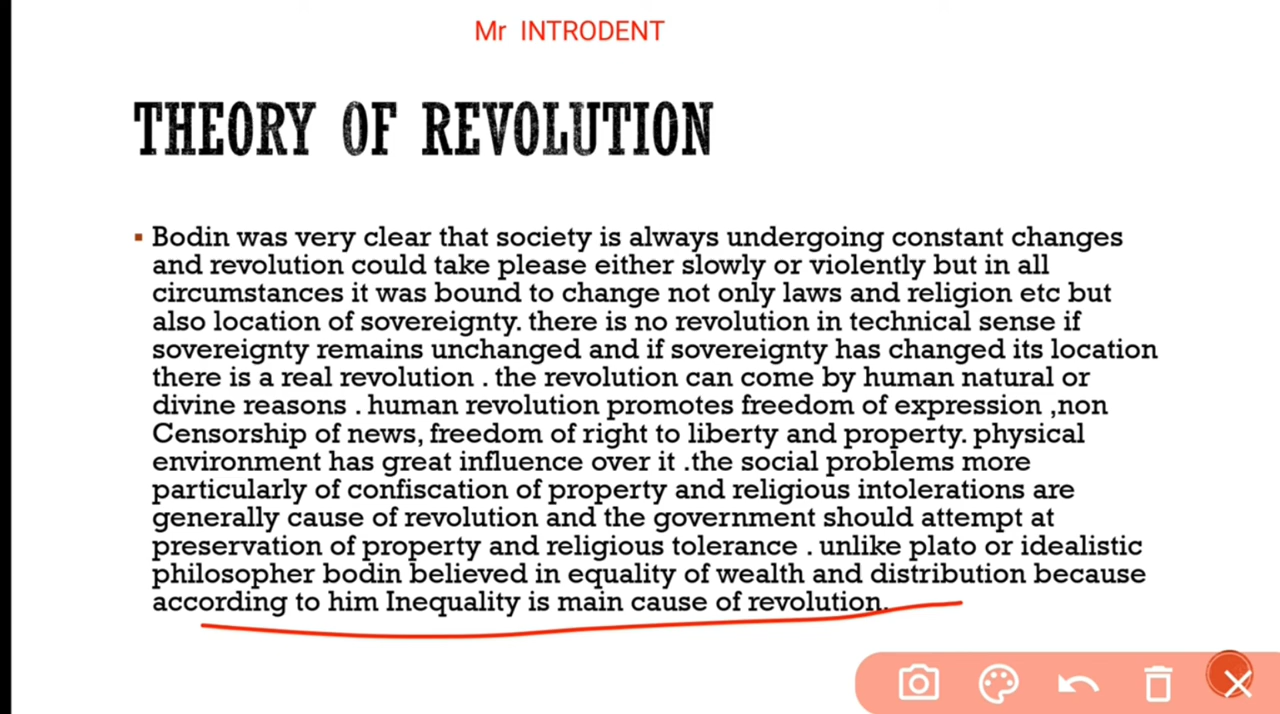 Mr INTRODENT
THEORY OF REVOLUTION
▪ Bodin was very clear that society is always undergoing constant changes
and revolution could take please either slowly or violently but in all
circumstances it was bound to change not only laws and religion etc but
also location of sovereignty. there is no revolution in technical sense if
sovereignty remains unchanged and if sovereignty has changed its location
there is a real revolution . the revolution can come by human natural or
divine reasons . human revolution promotes freedom of expression ,non
Censorship of news, freedom of right to liberty and property. physical
environment has great influence over it .the social problems more
particularly of confiscation of property and religious intolerations are
generally cause of revolution and the government should attempt at
preservation of property and religious tolerance . unlike plato or idealistic
philosopher bodin believed in equality of wealth and distribution because
according to him Inequality is main cause of revolution.